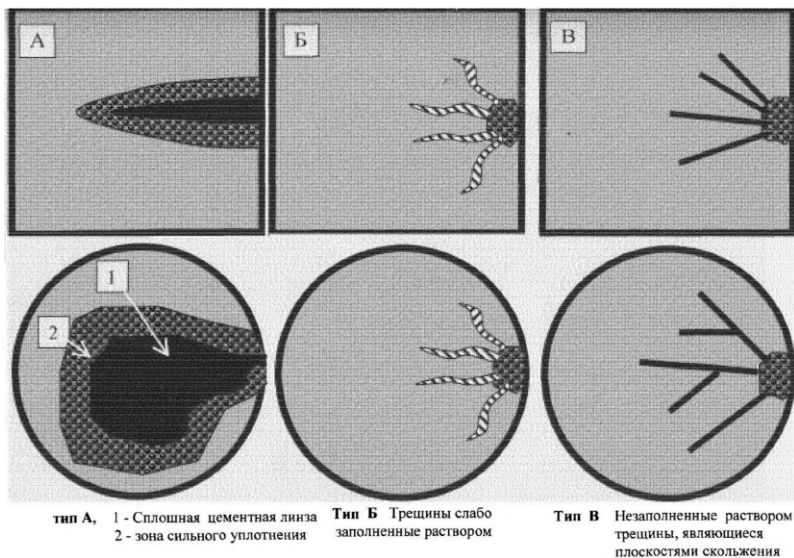 А
Б
В
1
2
тип А, 1 - Сплошная цементная линза
2 - зона сильного уплотнения
Тип Б Трещины слабо
заполненные раствором
Тип В Незаполненные раствором
трещины, являющиеся
плоскостями скольжения